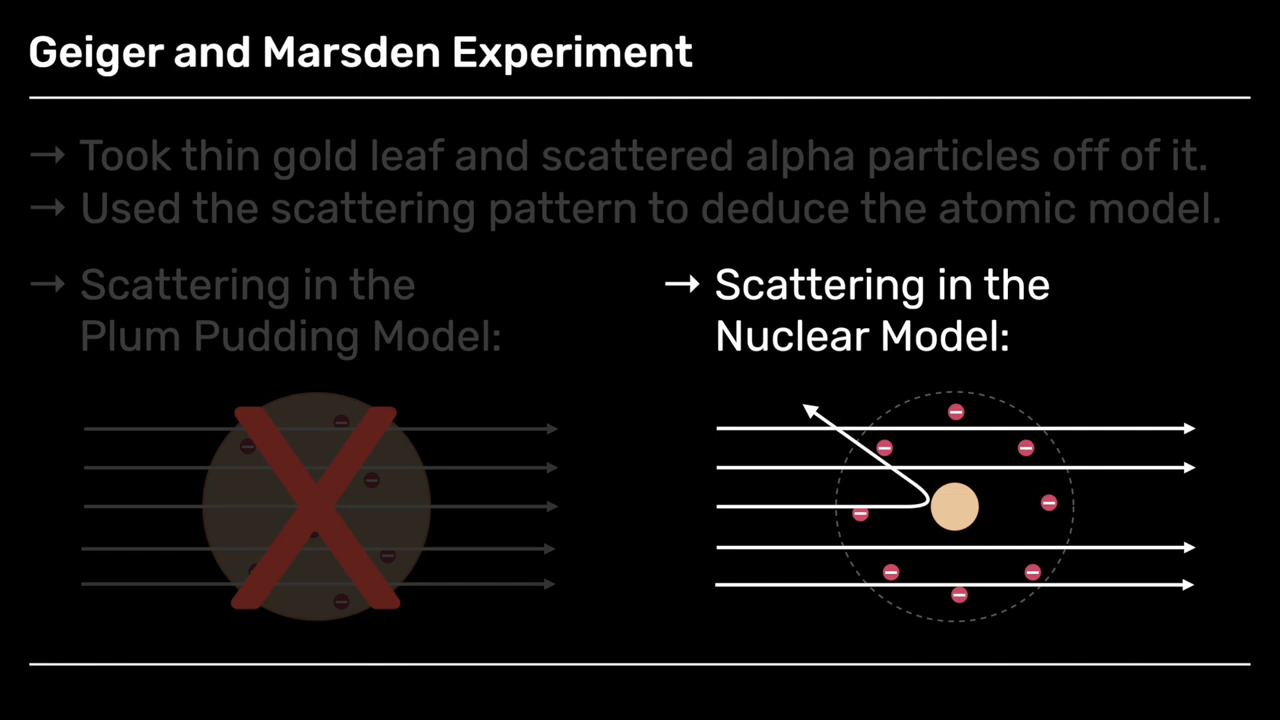 Geiger and Marsden Experiment
→ Took thin gold leaf and scattered alpha particles off of it.
→ Used the scattering pattern to deduce the atomic model.
→ Scattering in the
Plum Pudding Model:
→ Scattering in the
Nuclear Model: